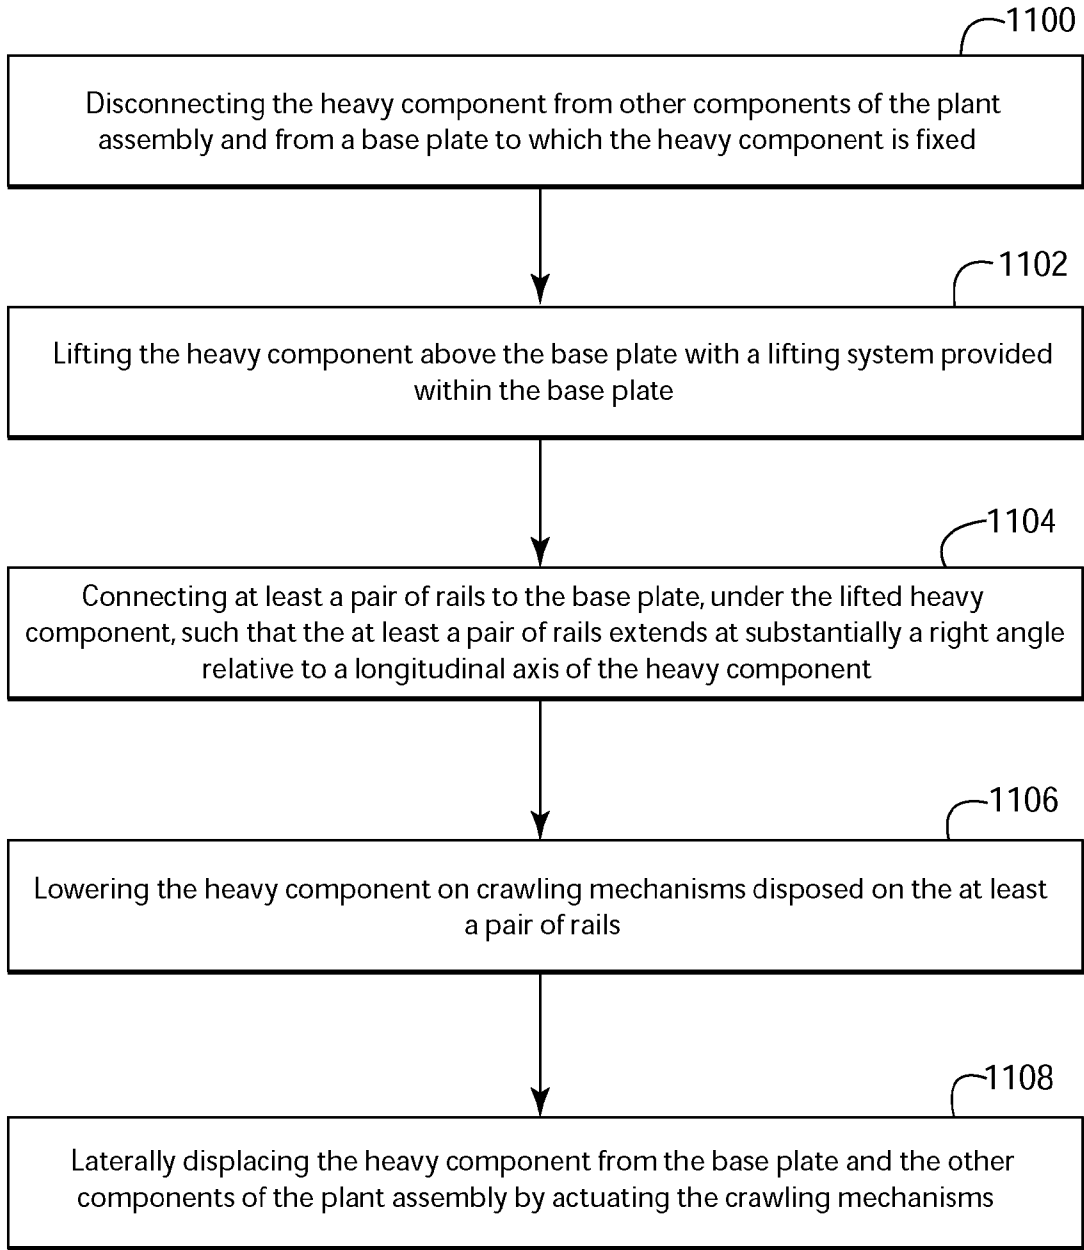 1100
Disconnecting the heavy component from other components of the plant
assembly and from a base plate to which the heavy component is fixed
1102
Lifting the heavy component above the base plate with a lifting system provided
within the base plate
1104
Connecting at least a pair of rails to the base plate, under the lifted heavy
component, such that the at least a pair of rails extends at substantially a right angle
relative to a longitudinal axis of the heavy component
1106
Lowering the heavy component on crawling mechanisms disposed on the at least
a pair of rails
1108
Laterally displacing the heavy component from the base plate and the other
components of the plant assembly by actuating the crawling mechanisms